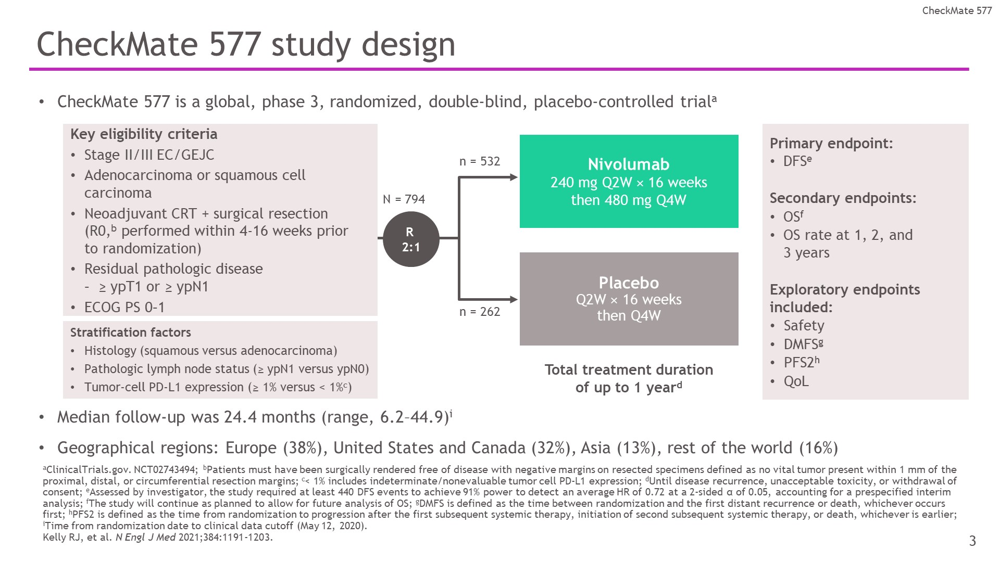 CheckMate 577
CheckMate 577 study design
• CheckMate 577 is a global, phase 3, randomized, double-blind, placebo-controlled trialᵃ
Key eligibility criteria
• Stage II/III EC/GEJC
• Adenocarcinoma or squamous cell
carcinoma
• Neoadjuvant CRT + surgical resection
(R0,ᵇ performed within 4-16 weeks prior
to randomization)
• Residual pathologic disease
– ≥ ypT1 or ≥ ypN1
• ECOG PS 0–1
Stratification factors
• Histology (squamous versus adenocarcinoma)
• Pathologic lymph node status (≥ ypN1 versus ypN0)
• Tumor-cell PD-L1 expression (≥ 1% versus < 1%ᶜ)
N = 794
R
2:1
n = 532
n = 262
Nivolumab
240 mg Q2W × 16 weeks
then 480 mg Q4W
Placebo
Q2W × 16 weeks
then Q4W
Total treatment duration
of up to 1 yearᵈ
Primary endpoint:
• DFSᵉ
Secondary endpoints:
• OSᶠ
• OS rate at 1, 2, and
3 years
Exploratory endpoints
included:
• Safety
• DMFSᵍ
• PFS2ʰ
• QoL
• Median follow-up was 24.4 months (range, 6.2–44.9)ⁱ
• Geographical regions: Europe (38%), United States and Canada (32%), Asia (13%), rest of the world (16%)
ᵃClinicalTrials.gov. NCT02743494; ᵇPatients must have been surgically rendered free of disease with negative margins on resected specimens defined as no vital tumor present within 1 mm of the
proximal, distal, or circumferential resection margins; ᶜ< 1% includes indeterminate/nonevaluable tumor cell PD-L1 expression; ᵈUntil disease recurrence, unacceptable toxicity, or withdrawal of
consent; ᵉAssessed by investigator, the study required at least 440 DFS events to achieve 91% power to detect an average HR of 0.72 at a 2-sided α of 0.05, accounting for a prespecified interim
analysis; ᶠThe study will continue as planned to allow for future analysis of OS; ᵍDMFS is defined as the time between randomization and the first distant recurrence or death, whichever occurs
first; ʰPFS2 is defined as the time from randomization to progression after the first subsequent systemic therapy, initiation of second subsequent systemic therapy, or death, whichever is earlier;
ⁱTime from randomization date to clinical data cutoff (May 12, 2020).
Kelly RJ, et al. N Engl J Med 2021;384:1191-1203.
3